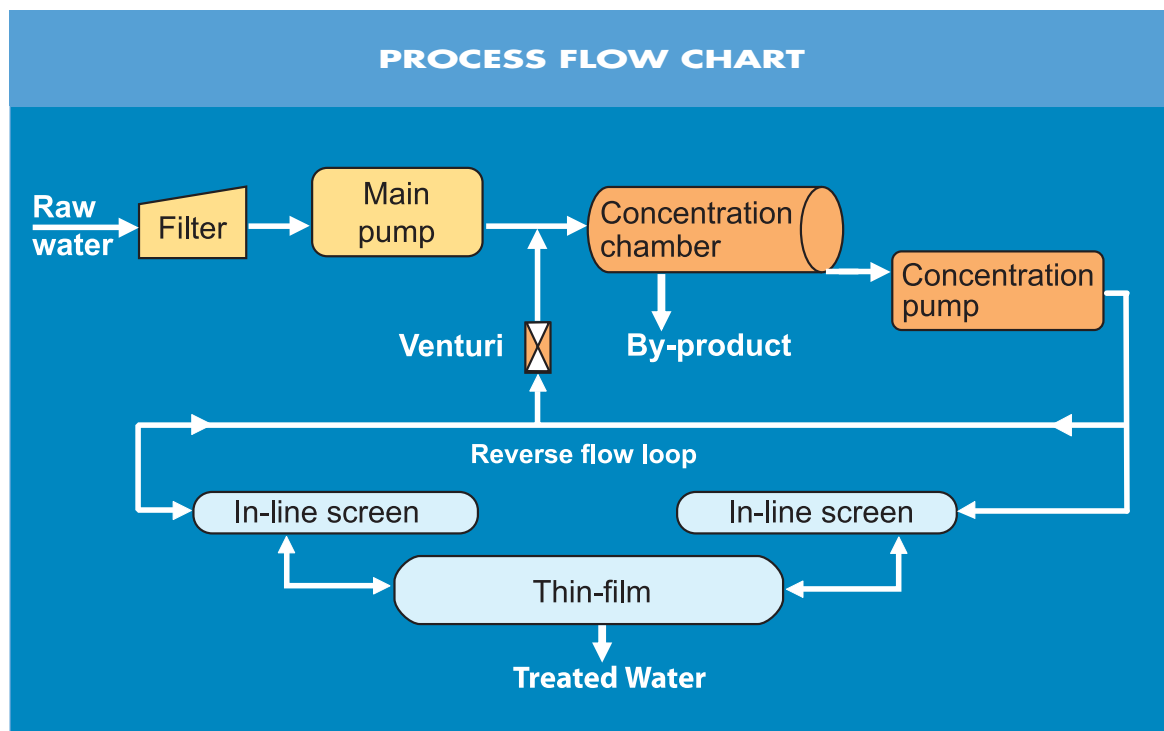 PROCESS FLOW CHART
Raw
water
Filter
Main
pump
Concentration
chamber
Concentration
pump
Venturi
By-product
Reverse flow loop
In-line screen
In-line screen
Thin-film
Treated Water